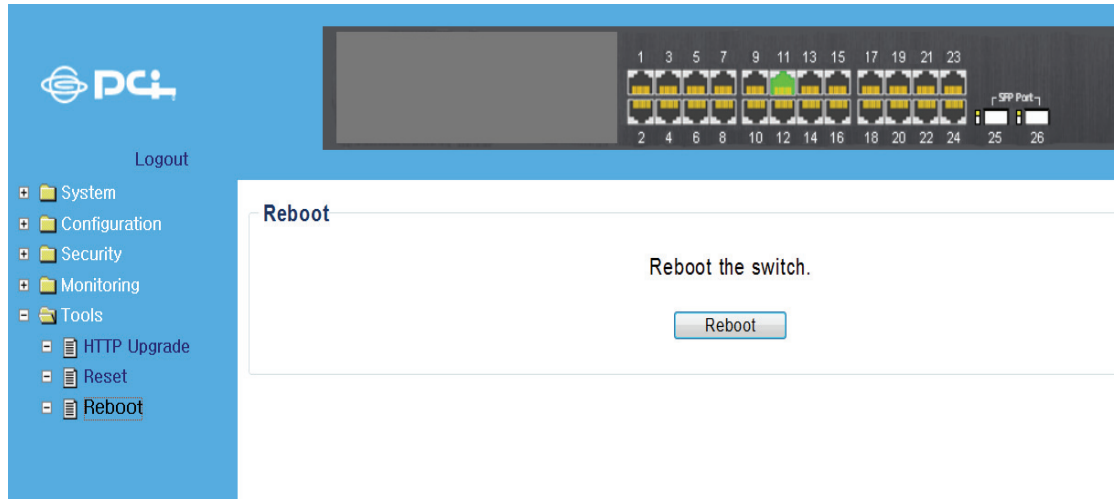 1 3 5 7 9 11 13 15 17 19 21 23
PCi
SFP Port
2 4 6 8 10 12 14 16 18 20 22 24 25 26
Logout
System
Configuration
Security
Monitoring
Tools
HTTP Upgrade
Reset
Reboot
Reboot
Reboot the switch.
Reboot